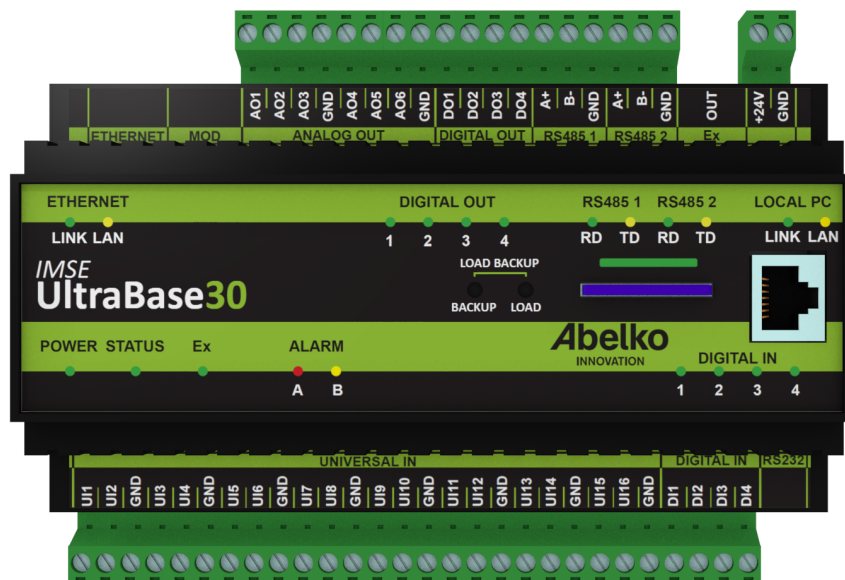 AO1 AO2 AO3 GND AO4 AO5 AO6 GND DO1 DO2 DO3 DO4 A+ B- GND A+ B- GND OUT +24V GND
ETHERNET MOD ANALOG OUT DIGITAL OUT RS485 1 RS485 2 Ex
ETHERNET DIGITAL OUT RS485 1 RS485 2 LOCAL PC
LINK LAN 1 2 3 4 RD TD RD TD LINK LAN
LOAD BACKUP
IMSE
UltraBase30
BACKUP LOAD
Abelko
INNOVATION
POWER STATUS Ex ALARM DIGITAL IN
A B 1 2 3 4
UNIVERSAL IN DIGITAL IN RS232
UI1 UI2 GND UI3 UI4 GND UI5 UI6 GND UI7 UI8 GND UI9 UI10 GND UI11 UI12 GND UI13 UI14 GND UI15 UI16 GND DI1 DI2 DI3 DI4